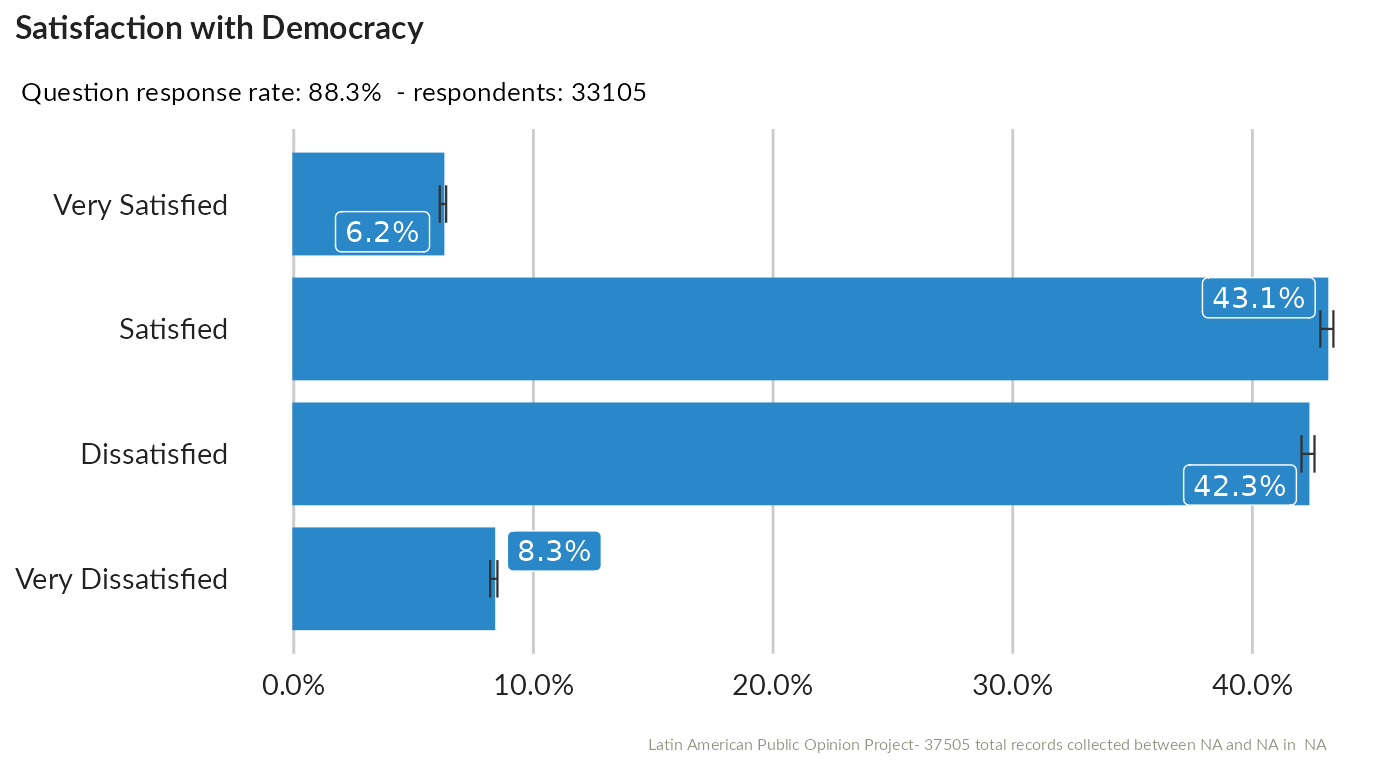 Satisfaction with Democracy
Question response rate: 88.3%  - respondents: 33105
Very Satisfied
6.2%
Satisfied
43.1%
Dissatisfied
42.3%
Very Dissatisfied
8.3%
0.0% 10.0% 20.0% 30.0% 40.0%
Latin American Public Opinion Project- 37505 total records collected between NA and NA in  NA